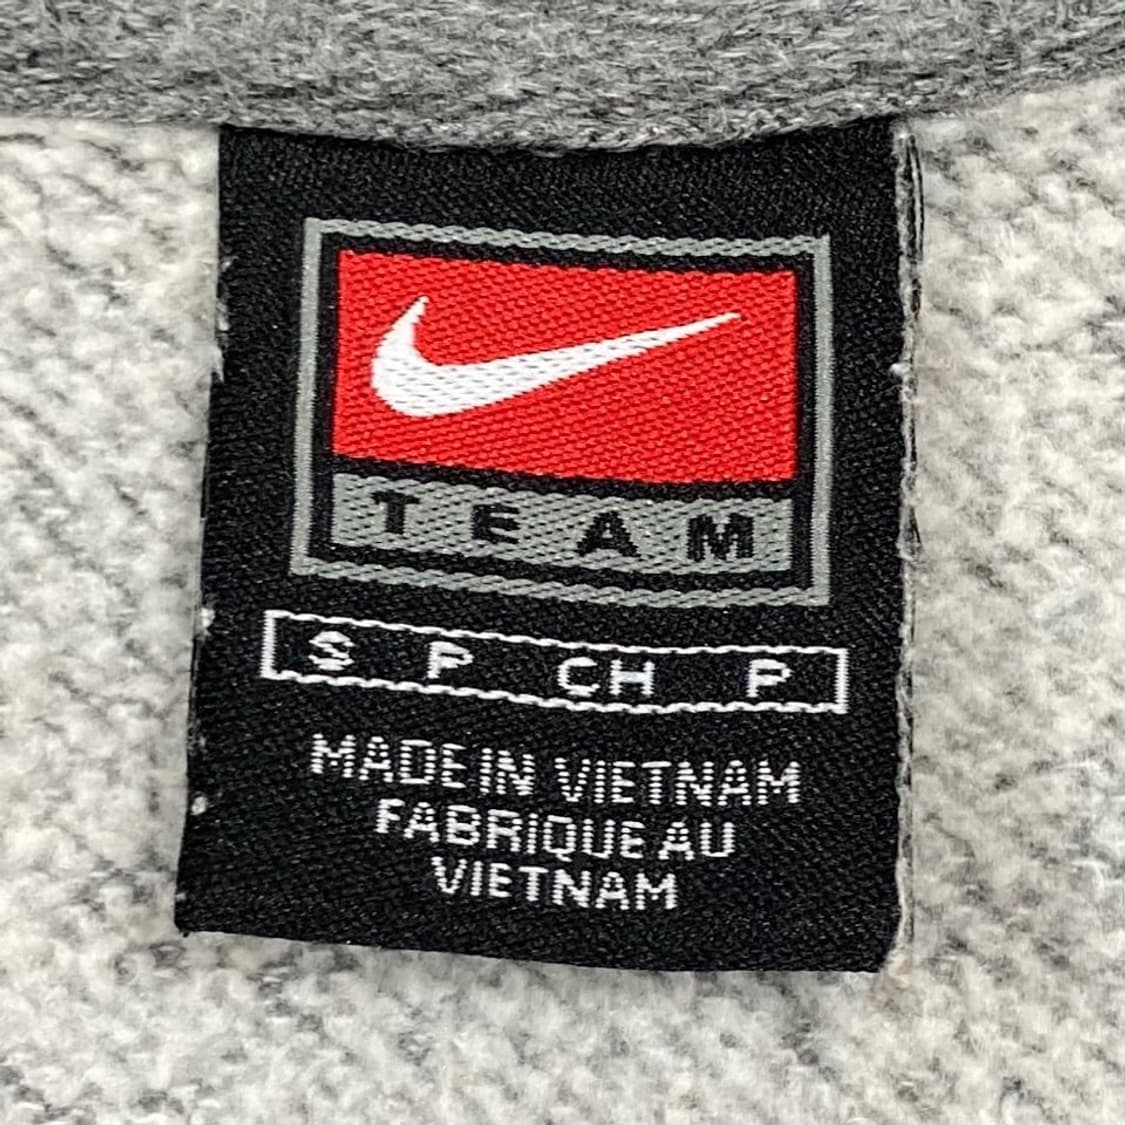 TEAM
S P CH P
MADE IN VIETNAM
FABRIQUE AU
VIETNAM